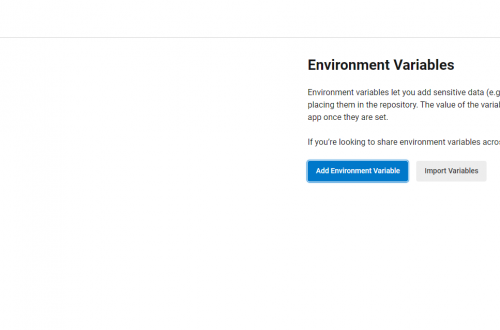 Environment Variables
Environment variables let you add sensitive data (e.g
placing them in the repository. The value of the varia
app once they are set.
If you're looking to share environment variables acros
Add Environment Variable
Import Variables